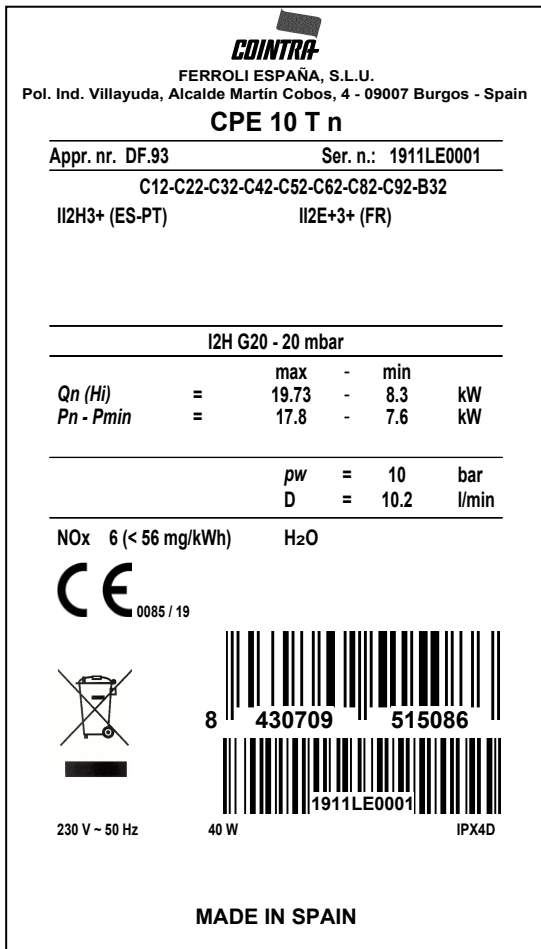 COINTRA
FERROLI ESPAÑA, S.L.U.
Pol. Ind. Villayuda, Alcalde Martín Cobos, 4 - 09007 Burgos - Spain
CPE 10 T n
Appr. nr. DF.93 Ser. n.: 1911LE0001
C12-C22-C32-C42-C52-C62-C82-C92-B32
II2H3+ (ES-PT) II2E+3+ (FR)
I2H G20 - 20 mbar
max - min
Qn (Hi) = 19.73 - 8.3 kW
Pn - Pmin = 17.8 - 7.6 kW
pw = 10 bar
D = 10.2 l/min
NOx 6 (< 56 mg/kWh) H2O
CE 0085 / 19
8 430709 515086
1911LE0001
230 V ~ 50 Hz 40 W IPX4D
MADE IN SPAIN